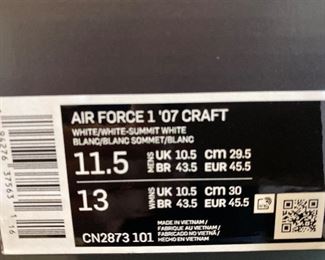 AIR FORCE 1 '07 CRAFT
WHITE/WHITE-SUMMIT WHITE
BLANC/BLANC SOMMET/BLANC
11.5 MENS UK 10.5 cm 29.5
BR 43.5 EUR 45.5
13 WMNS UK 10.5 cm 30
BR 43.5 EUR 45.5
CN2873 101
MADE IN VIETNAM /
FABRIQUÉ AU VIETNAM /
FABRICADO NO VIETNÃ /
HECHO EN VIETNAM